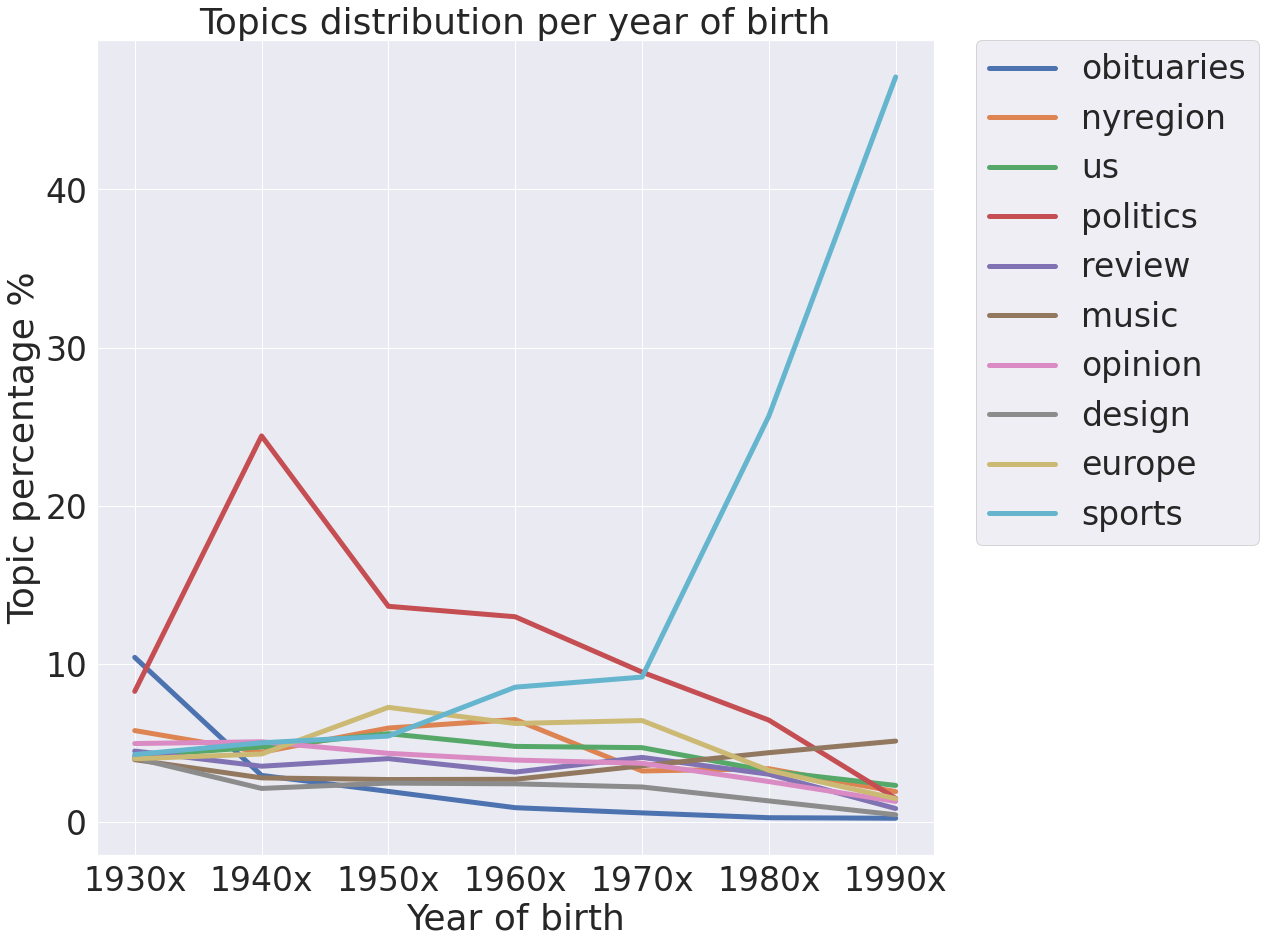 Topics distribution per year of birth
Topic percentage %
40
30
20
10
0
1930x 1940x 1950x 1960x 1970x 1980x 1990x
Year of birth
obituaries
nyregion
us
politics
review
music
opinion
design
europe
sports